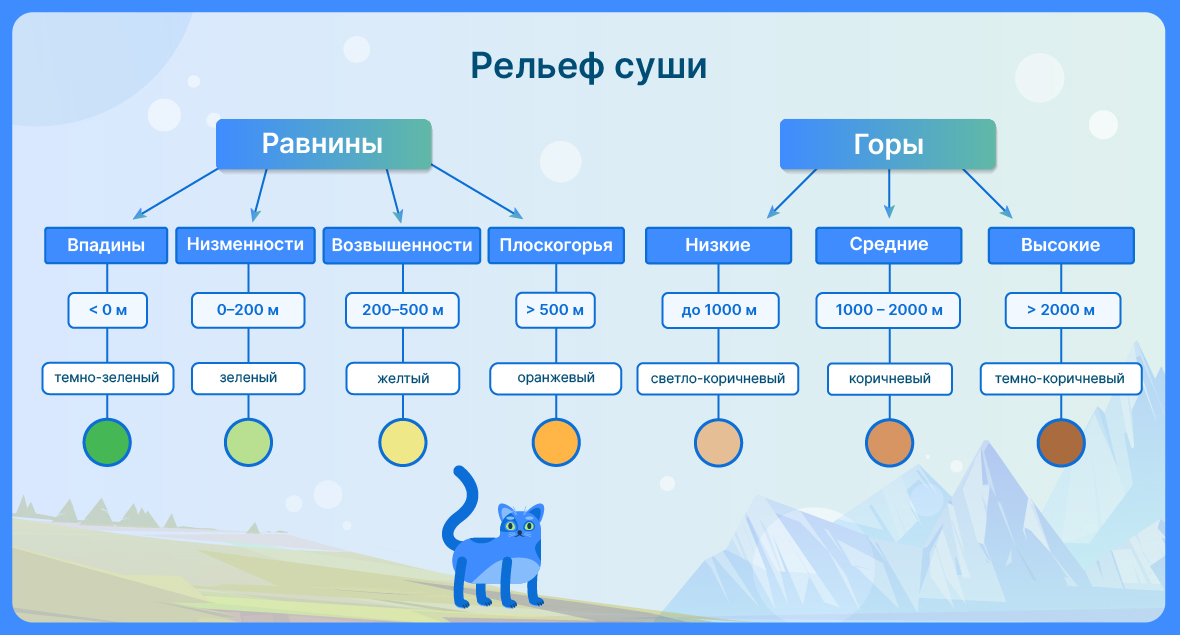 Рельеф суши
Равнины
Горы
Впадины
Низменности
Возвышенности
Плоскогорья
Низкие
Средние
Высокие
< 0 м
0–200 м
200–500 м
> 500 м
до 1000 м
1000 – 2000 м
> 2000 м
темно-зеленый
зеленый
желтый
оранжевый
светло-коричневый
коричневый
темно-коричневый